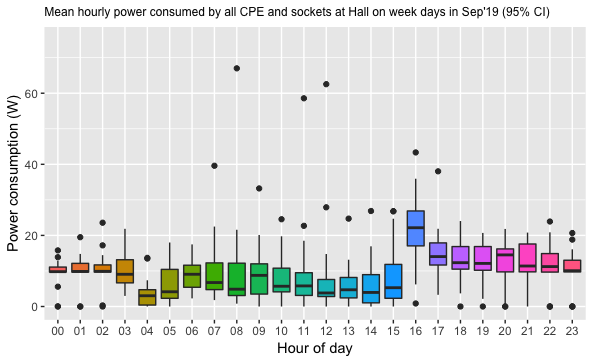 Mean hourly power consumed by all CPE and sockets at Hall on week days in Sep'19 (95% CI)
60
40
20
0
Power consumption (W)
00 01 02 03 04 05 06 07 08 09 10 11 12 13 14 15 16 17 18 19 20 21 22 23
Hour of day